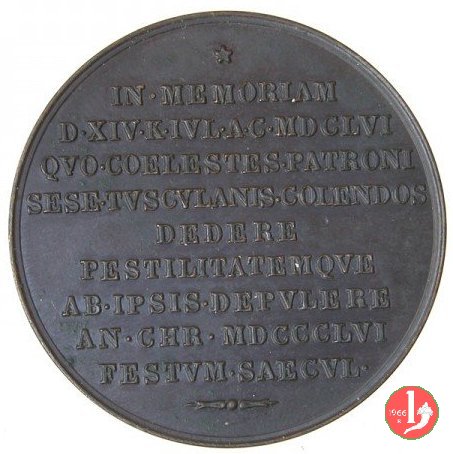 IN·MEMORIAM
D·XIV·K·IVL·A·C·MDCLVI
QVO·COELESTES·PATRONI
SESE·TVSCVLANIS·COLENDOS
DEDERE
PESTILITATEMQVE
AB·IPSIS·DEPVLERE
AN·CHR·MDCCCLVI
FESTVM·SAECVL·
1966
R